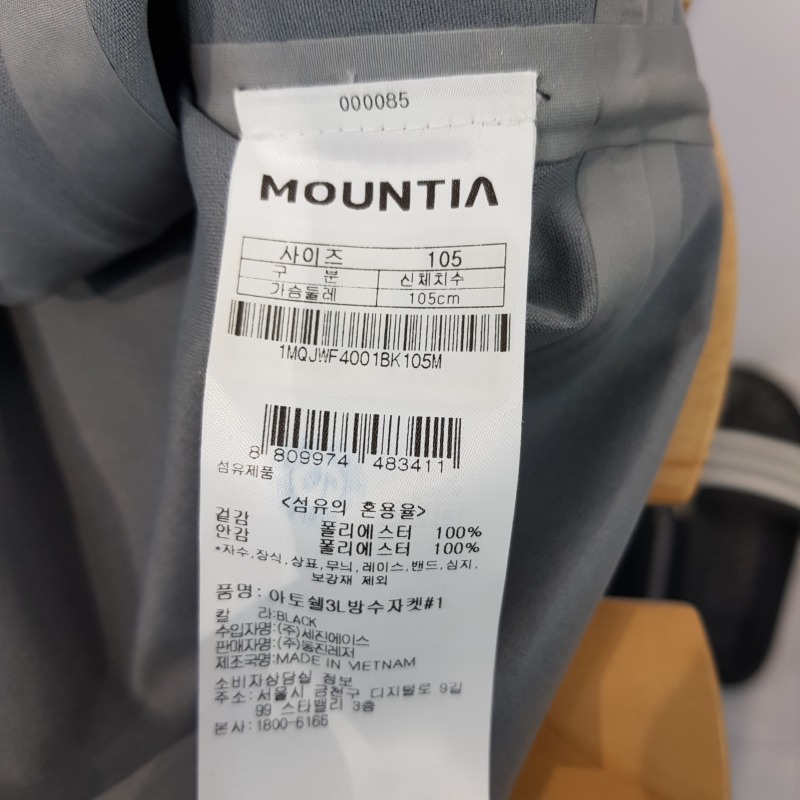 000085
MOUNTIA
사이즈 105
구 분 신체치수
가슴둘레 105cm
1MQJWF4001BK105M
8 809974 483411
섬유제품
<섬유의 혼용율>
겉감 폴리에스터 100%
안감 폴리에스터 100%
*자수,장식,상표,무늬,레이스,밴드,심지,
보강재 제외
품명: 아토쉘3L방수자켓#1
칼 라:BLACK
수입자명:(주)세진에이스
판매자명:(주)동진레저
제조국명:MADE IN VIETNAM
소비자상담실 정보
주소: 서울시 금천구 디지털로 9길
99 스타밸리 3층
본사:1800-6166